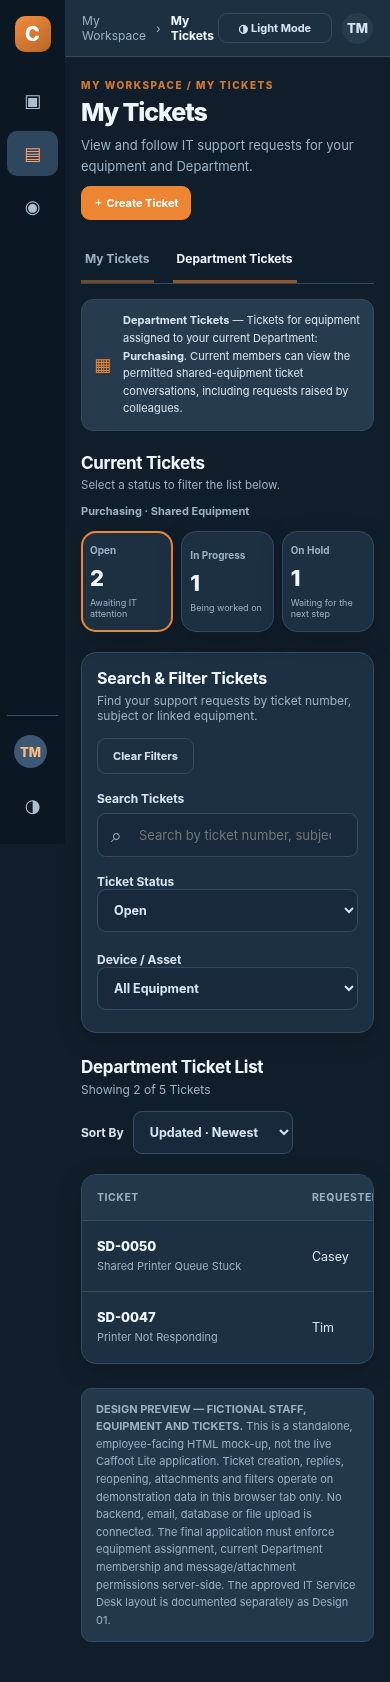 C
My Workspace › My Tickets
◑ Light Mode
TM
MY WORKSPACE / MY TICKETS
My Tickets
View and follow IT support requests for your
equipment and Department.
+ Create Ticket
My Tickets
Department Tickets
Department Tickets — Tickets for equipment
assigned to your current Department:
Purchasing. Current members can view the
permitted shared-equipment ticket
conversations, including requests raised by
colleagues.
Current Tickets
Select a status to filter the list below.
Purchasing · Shared Equipment
Open
2
Awaiting IT
attention
In Progress
1
Being worked on
On Hold
1
Waiting for the
next step
TM
Search & Filter Tickets
Find your support requests by ticket number,
subject or linked equipment.
Clear Filters
Search Tickets
Search by ticket number, subjec
Ticket Status
Open
Device / Asset
All Equipment
Department Ticket List
Showing 2 of 5 Tickets
Sort By
Updated · Newest
TICKET REQUESTE
SD-0050
Shared Printer Queue Stuck
Casey
SD-0047
Printer Not Responding
Tim
DESIGN PREVIEW — FICTIONAL STAFF,
EQUIPMENT AND TICKETS. This is a standalone,
employee-facing HTML mock-up, not the live
Caffoot Lite application. Ticket creation, replies,
reopening, attachments and filters operate on
demonstration data in this browser tab only. No
backend, email, database or file upload is
connected. The final application must enforce
equipment assignment, current Department
membership and message/attachment
permissions server-side. The approved IT Service
Desk layout is documented separately as Design
01.